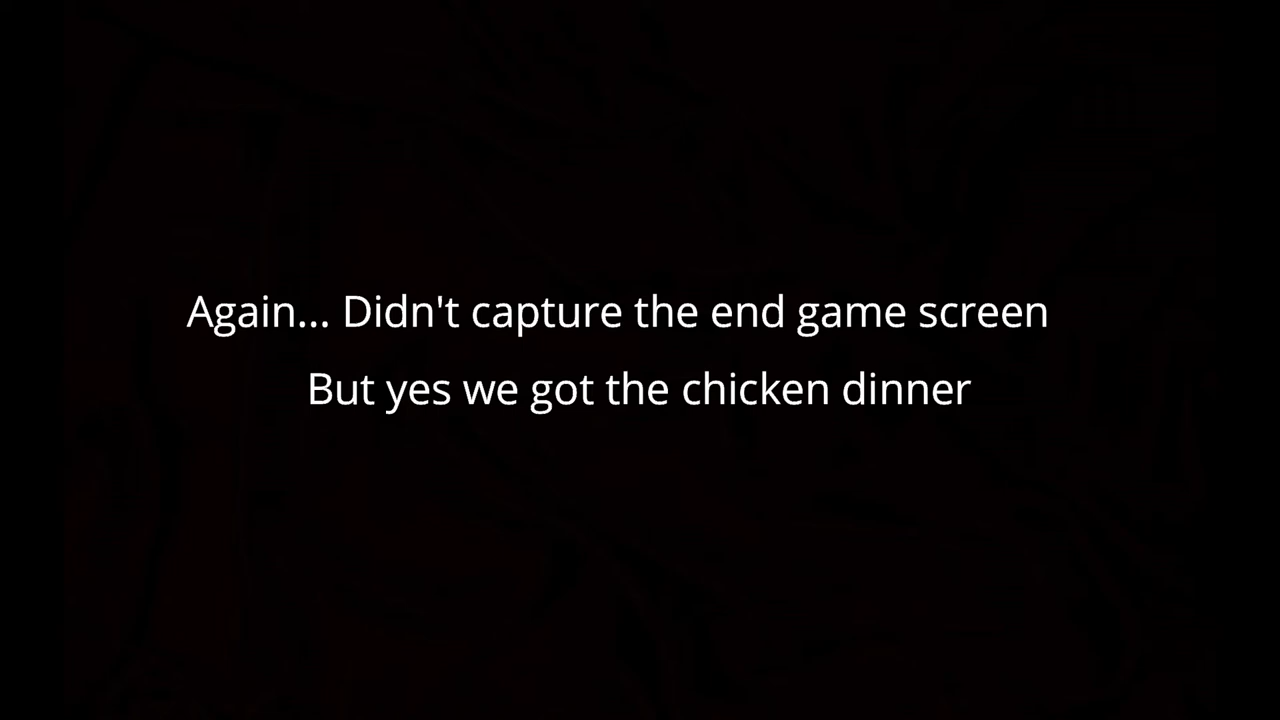 Again... Didn't capture the end game screen
But yes we got the chicken dinner